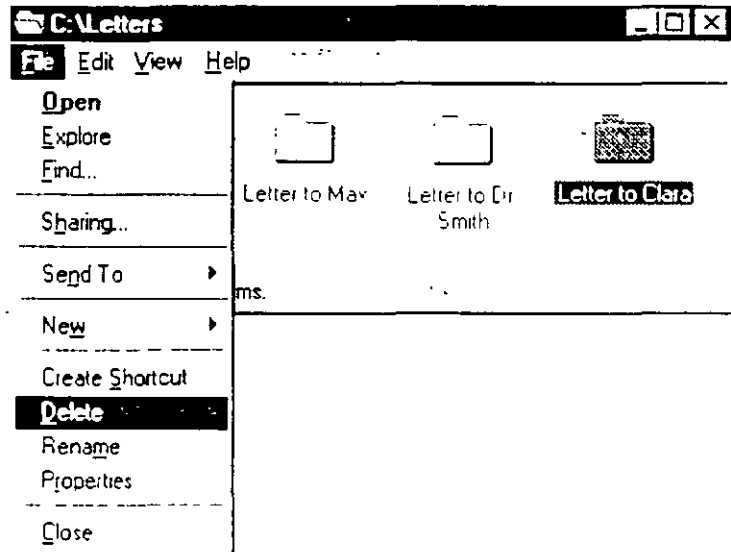 C:\Letters
File Edit View Help
Open
Explore
Find...
Sharing...
Send To
New
Create Shortcut
Delete
Rename
Properties
Close
Letter to Max
Letter to Dr
Smith
Letter to Clara
ms.